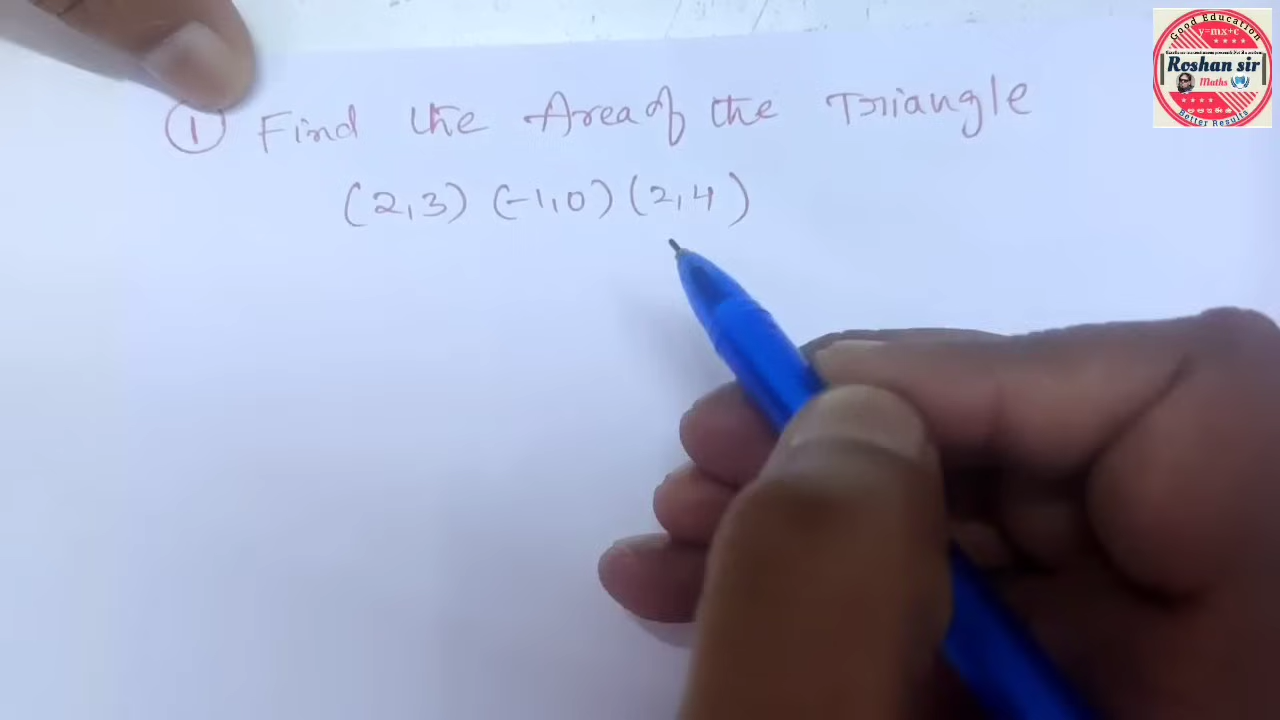 Good Education
y=mx+c
Roshan sir
Maths
Better Results
① Find the Area of the Triangle
(2,3) (-1,0) (2,4)